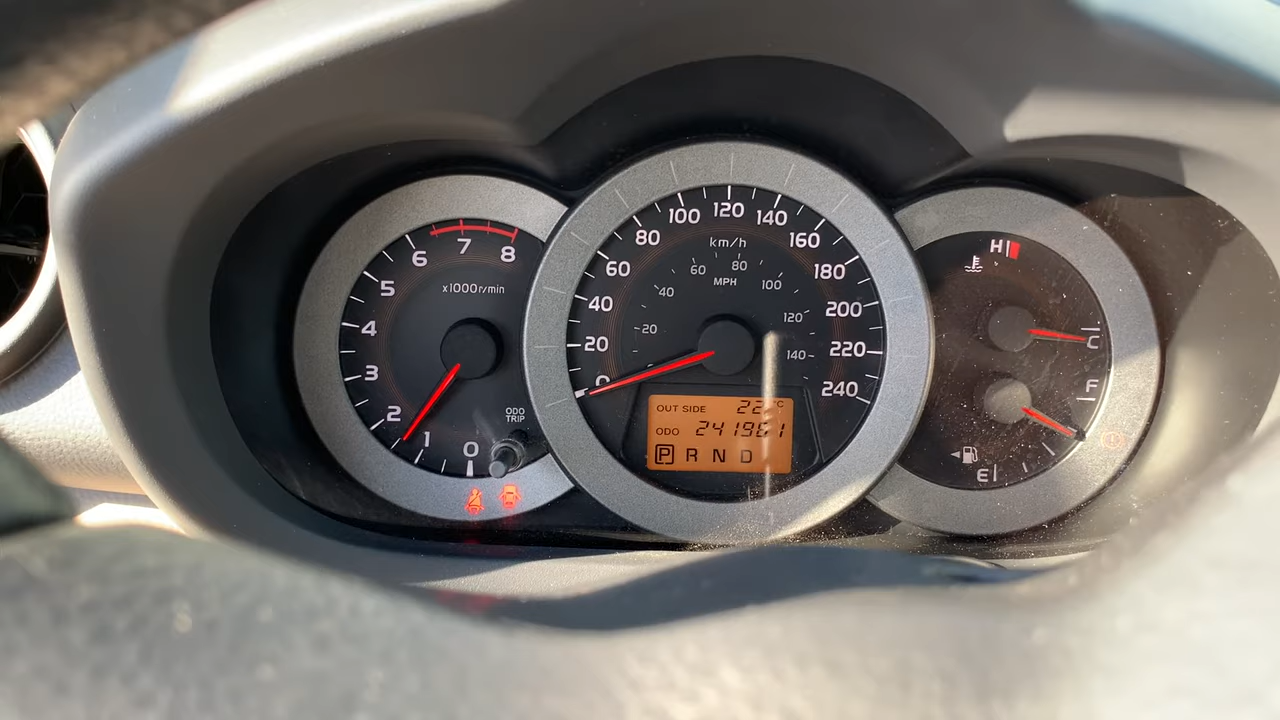 0 1 2 3 4 5 6 7 8
x1000r/min
ODO
TRIP
0 20 40 60 80 100 120 140 160 180 200 220 240
km/h
20 40 60 80 100 120 140
MPH
OUT SIDE 22°C
ODO 241961
P R N D
H
C
F
E